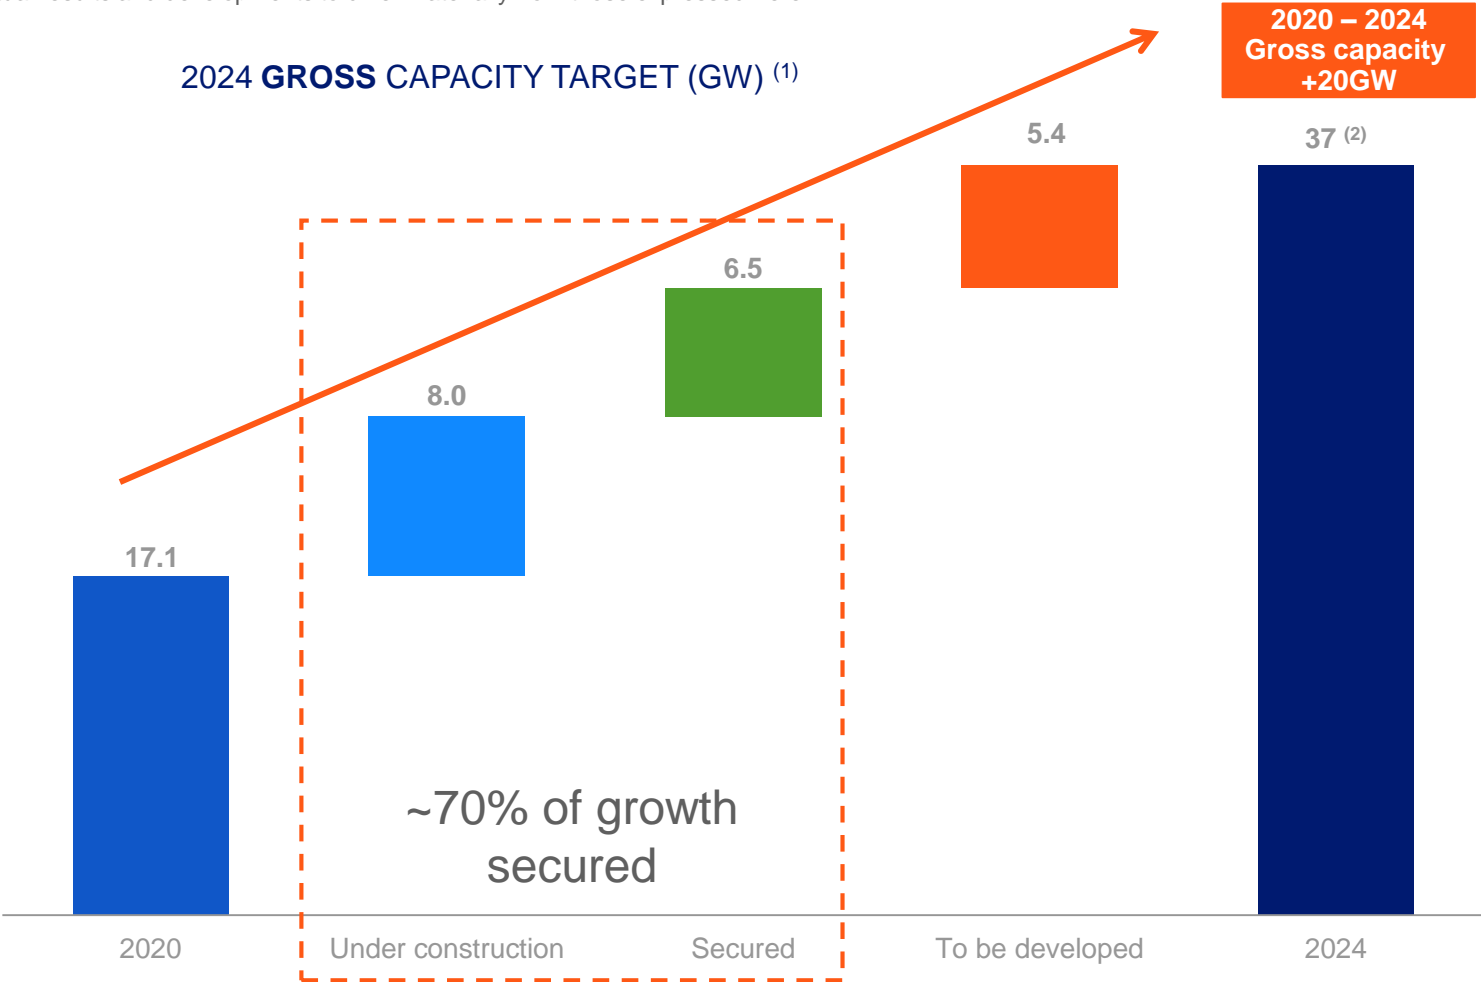 2020 – 2024
Gross capacity
+20GW
2024 GROSS CAPACITY TARGET (GW) (1)
5.4
37 (2)
6.5
8.0
17.1
~70% of growth
secured
2020
Under construction
Secured
To be developed
2024